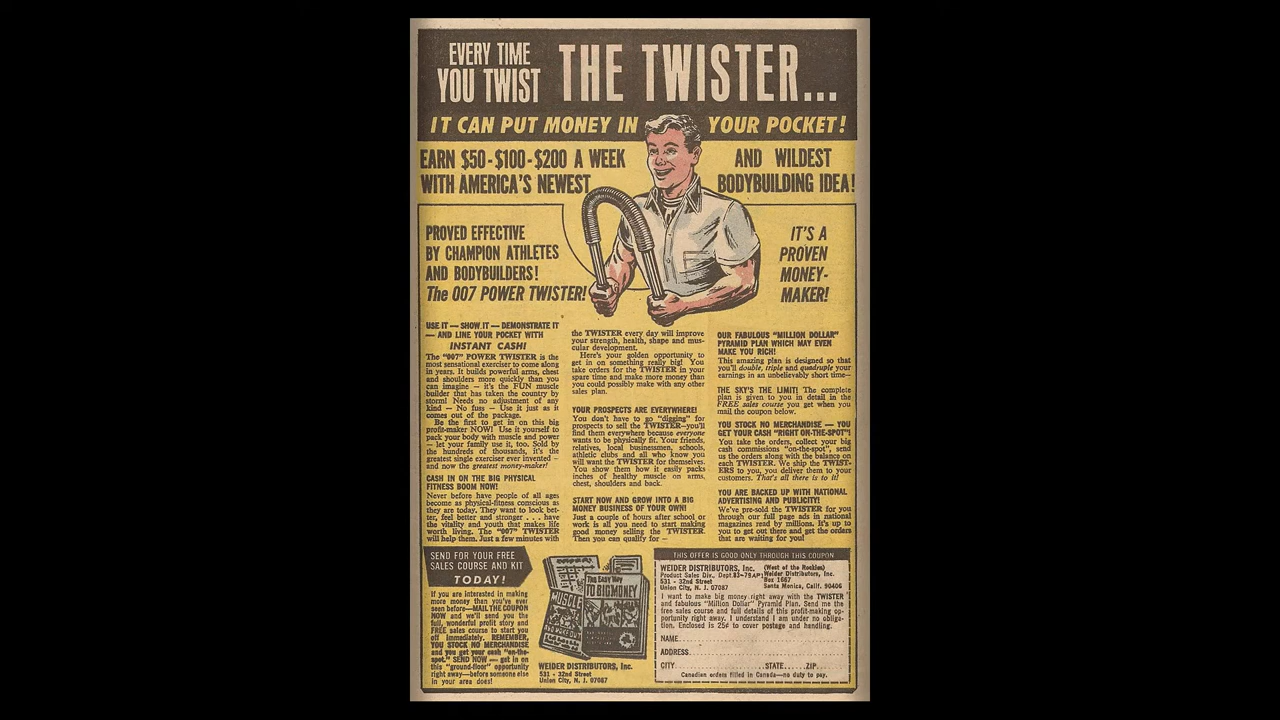 EVERY TIME
YOU TWIST
THE TWISTER...
IT CAN PUT MONEY IN YOUR POCKET!
EARN $50-$100-$200 A WEEK
WITH AMERICA'S NEWEST
AND WILDEST
BODYBUILDING IDEA!
PROVED EFFECTIVE
BY CHAMPION ATHLETES
AND BODYBUILDERS!
The 007 POWER TWISTER!
IT'S A
PROVEN
MONEY-
MAKER!
USE IT — SHOW IT — DEMONSTRATE IT
— AND LINE YOUR POCKET WITH
INSTANT CASH!
The "007" POWER TWISTER is the
most sensational exerciser to come along
in years. It builds powerful arms, chest
and shoulders more quickly than you
can imagine — it's the FUN muscle
builder that has taken the country by
storm! Needs no adjustment of any
kind — No fuss — Use it just as it
comes out of the package.
Be the first to get in on this big
profit-maker NOW! Use it yourself to
pack your body with muscle and power
— let your family use it, too. Sold by
the hundreds of thousands, it's the
greatest single exerciser ever invented —
and now the greatest money-maker!
CASH IN ON THE BIG PHYSICAL
FITNESS BOOM NOW!
Never before have people of all ages
become as physical-fitness conscious as
they are today. They want to look bet-
ter, feel better and stronger . . . have
the vitality and youth that makes life
worth living. The "007" TWISTER
will help them. Just a few minutes with
the TWISTER every day will improve
your strength, health, shape and mus-
cular development.
Here's your golden opportunity to
get in on something really big! You
take orders for the TWISTER in your
spare time and make more money than
you could possibly make with any other
sales plan.
YOUR PROSPECTS ARE EVERYWHERE!
You don't have to go "digging" for
prospects to sell the TWISTER—you'll
find them everywhere because everyone
wants to be physically fit. Your friends,
relatives, local businessmen, schools,
athletic clubs and all who know you
will want the TWISTER for themselves.
You show them how it easily packs
inches of healthy muscle on arms,
chest, shoulders and back.
START NOW AND GROW INTO A BIG
MONEY BUSINESS OF YOUR OWN!
Just a couple of hours after school or
work is all you need to start making
good money selling the TWISTER.
Then you can qualify for —
OUR FABULOUS "MILLION DOLLAR"
PYRAMID PLAN WHICH MAY EVEN
MAKE YOU RICH!
This amazing plan is designed so that
you'll double, triple and quadruple your
earnings in an unbelievably short time—
THE SKY'S THE LIMIT! The complete
plan is given to you in detail in the
FREE sales course you get when you
mail the coupon below.
YOU STOCK NO MERCHANDISE — YOU
GET YOUR CASH "RIGHT ON-THE-SPOT"!
You take the orders, collect your big
cash commissions "on-the-spot", send
us the orders along with the balance on
each TWISTER. We ship the TWIST-
ERS to you, you deliver them to your
customers. That's all there is to it!
YOU ARE BACKED UP WITH NATIONAL
ADVERTISING AND PUBLICITY!
We've pre-sold the TWISTER for you
through our full page ads in national
magazines read by millions. It's up to
you to get out there and get the orders
that are waiting for you!
SEND FOR YOUR FREE
SALES COURSE AND KIT
TODAY!
If you are interested in making
more money than you've ever
seen before—MAIL THE COUPON
NOW and we'll send you the
full, wonderful profit story and
FREE sales course to start you
off immediately. REMEMBER,
YOU STOCK NO MERCHANDISE
and you get your cash "on-the-
spot." SEND NOW — get in on
this "ground-floor" opportunity
right away—before someone else
in your area does!
MUSCLE
The EASY WAY
TO BIG MONEY
WEIDER DISTRIBUTORS, Inc.
531 - 32nd Street
Union City, N. J. 07087
THIS OFFER IS GOOD ONLY THROUGH THIS COUPON
WEIDER DISTRIBUTORS, Inc.
Product Sales Div., Dept.
531 - 32nd Street
Union City, N. J. 07087
(West of the Rockies)
Weider Distributors, Inc.
Box 1667
Santa Monica, Calif. 90406
I want to make big money right away with the TWISTER
and fabulous "Million Dollar" Pyramid Plan. Send me the
free sales course and full details of this profit-making op-
portunity right away. I understand I am under no obliga-
tion. Enclosed is 25¢ to cover postage and handling.
NAME
ADDRESS
CITY STATE ZIP
Canadian orders filled in Canada—no duty to pay.